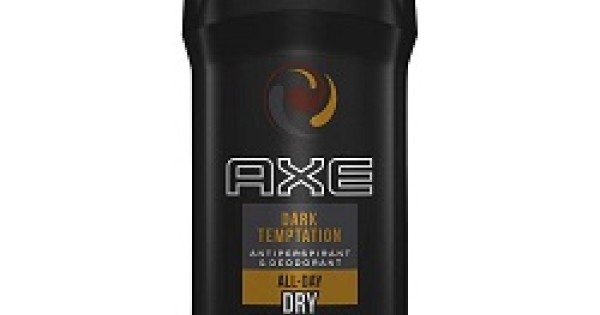 AXE
DARK
TEMPTATION
ANTIPERSPIRANT
& DEODORANT
ALL-DAY
DRY